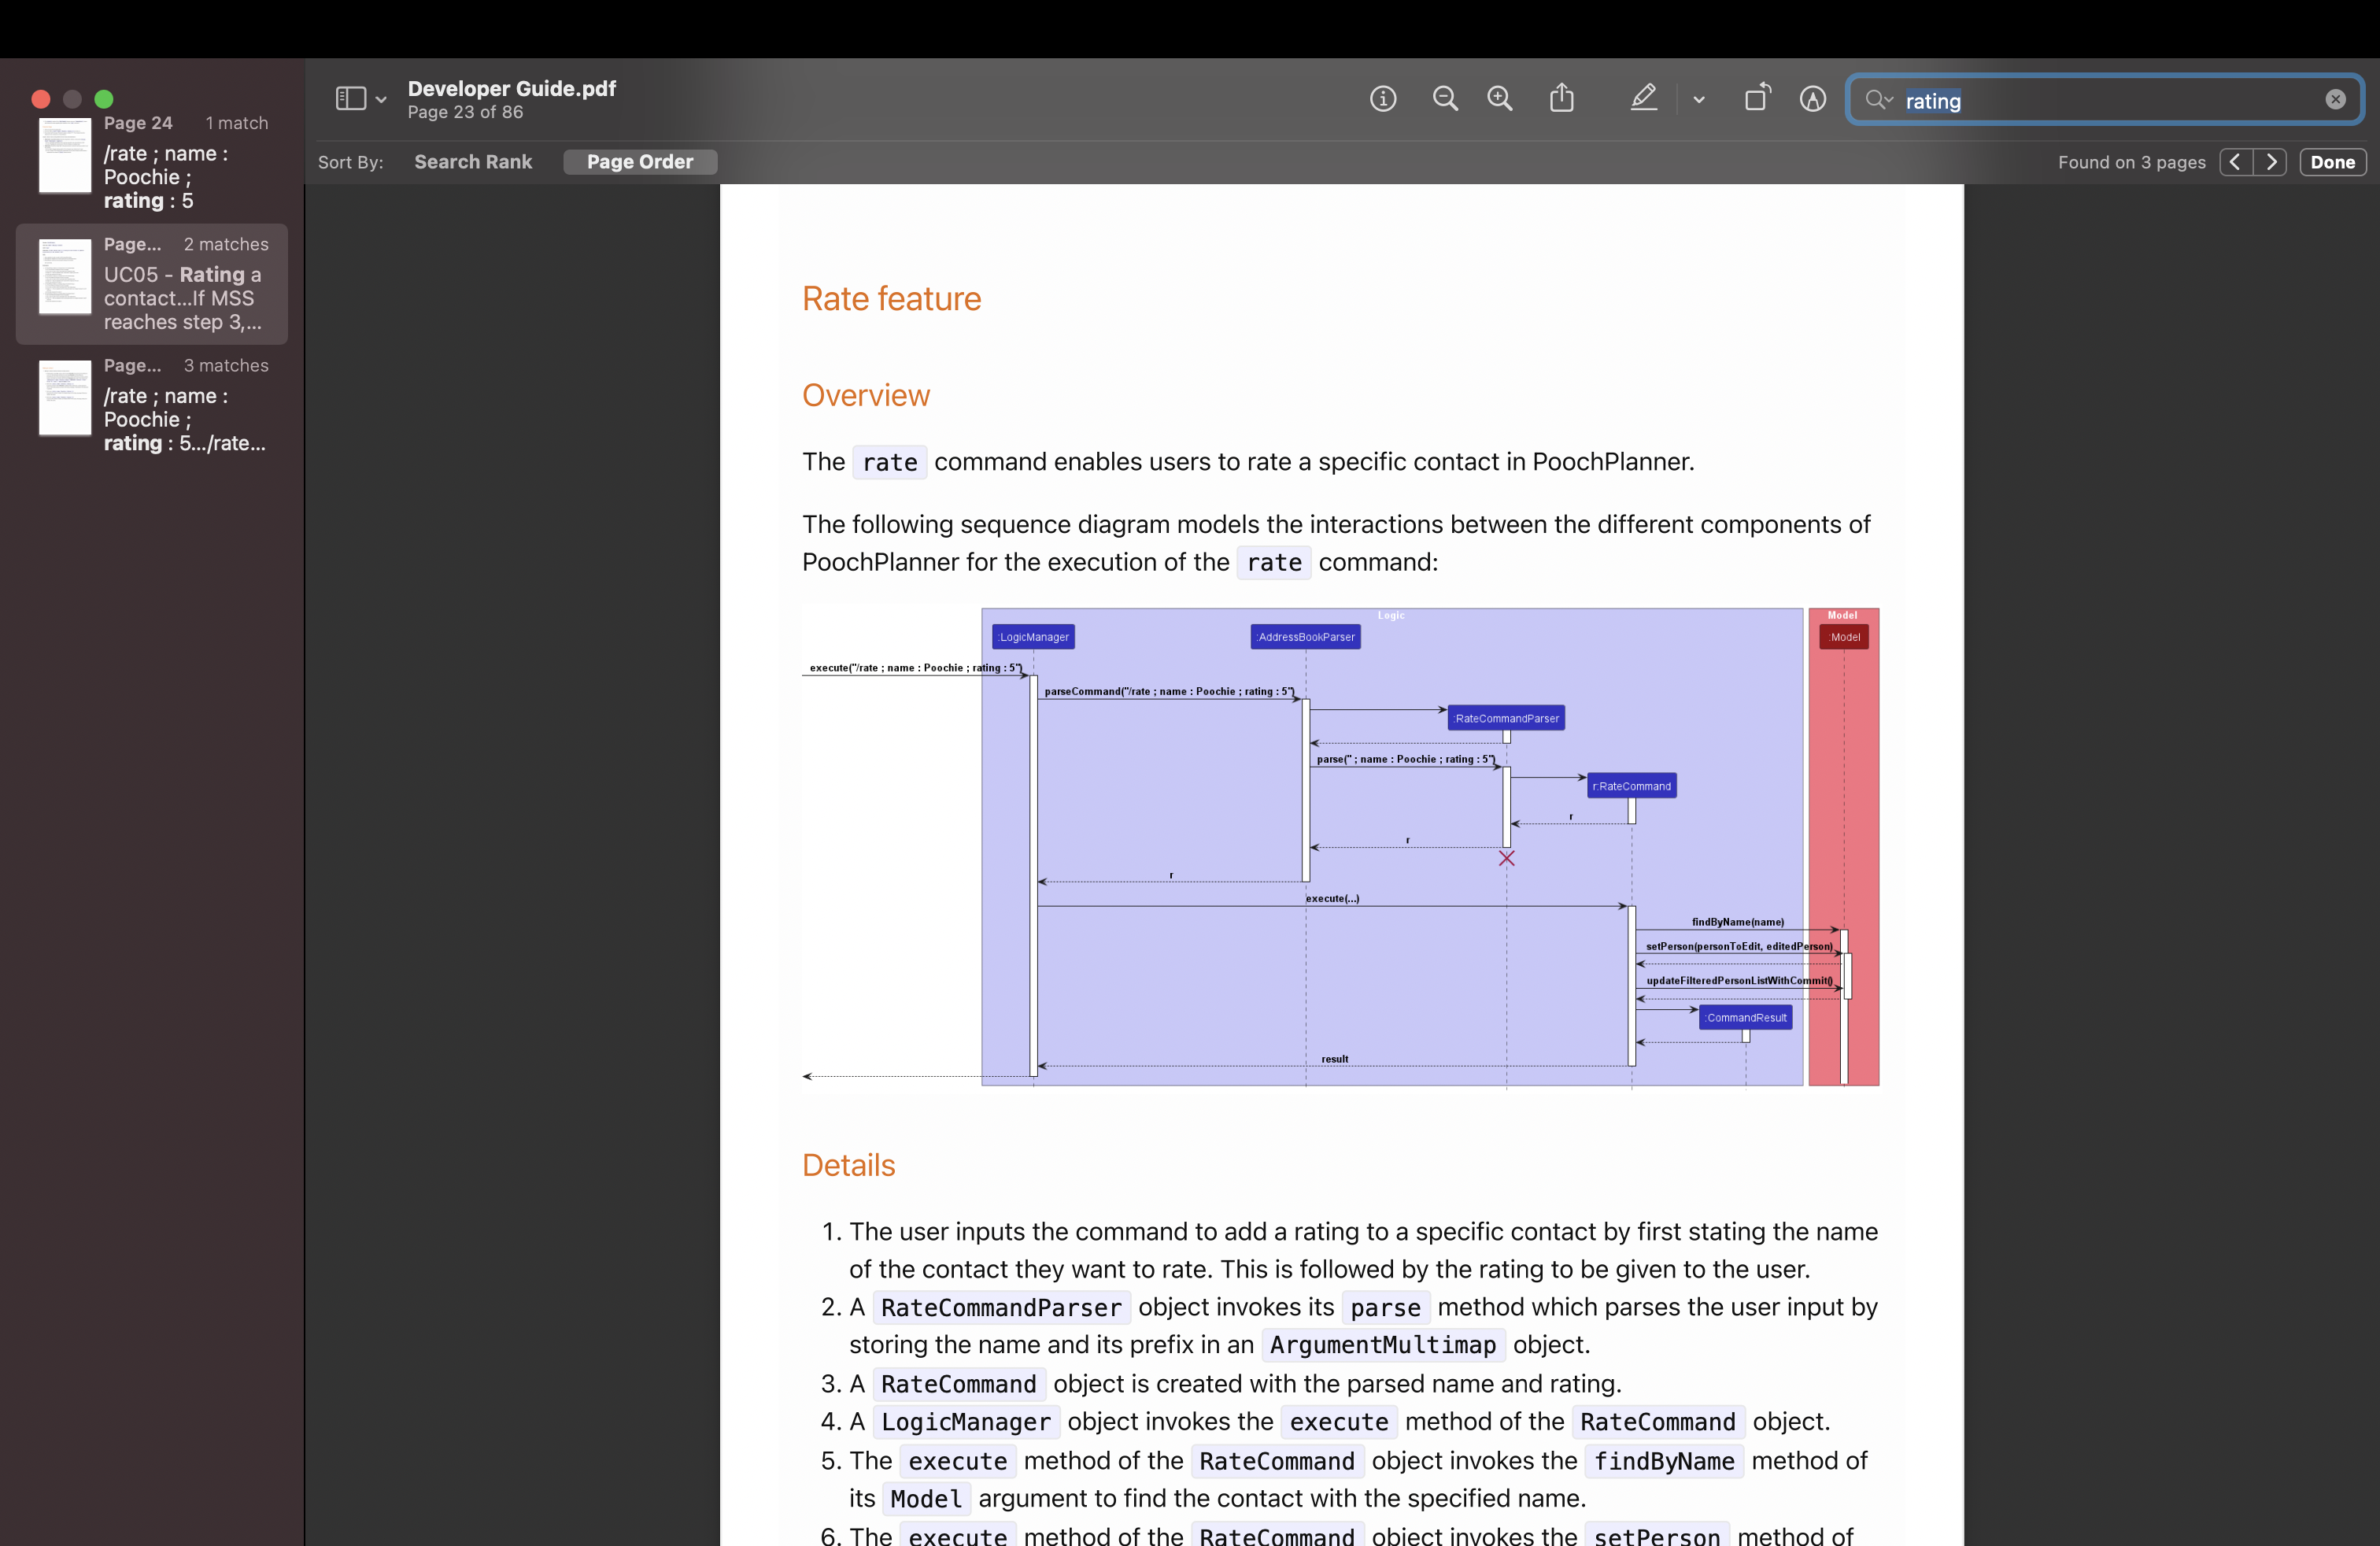 Developer Guide.pdf
Page 23 of 86
rating
Sort By: Search Rank Page Order
Found on 3 pages
Done
Page 24 1 match
/rate ; name :
Poochie ;
rating : 5
Page... 2 matches
UC05 - Rating a
contact...If MSS
reaches step 3,...
Page... 3 matches
/rate ; name :
Poochie ;
rating : 5.../rate...
Rate feature
Overview
The rate command enables users to rate a specific contact in PoochPlanner.
The following sequence diagram models the interactions between the different components of
PoochPlanner for the execution of the rate command:
Logic
Model
:LogicManager
:AddressBookParser
:Model
execute("/rate ; name : Poochie ; rating : 5")
parseCommand("/rate ; name : Poochie ; rating : 5")
:RateCommandParser
parse(" ; name : Poochie ; rating : 5")
r:RateCommand
r
r
r
execute(...)
findByName(name)
setPerson(personToEdit, editedPerson)
updateFilteredPersonListWithCommit()
:CommandResult
result
Details
1. The user inputs the command to add a rating to a specific contact by first stating the name
of the contact they want to rate. This is followed by the rating to be given to the user.
2. A RateCommandParser object invokes its parse method which parses the user input by
storing the name and its prefix in an ArgumentMultimap object.
3. A RateCommand object is created with the parsed name and rating.
4. A LogicManager object invokes the execute method of the RateCommand object.
5. The execute method of the RateCommand object invokes the findByName method of
its Model argument to find the contact with the specified name.
6. The execute method of the RateCommand object invokes the setPerson method of